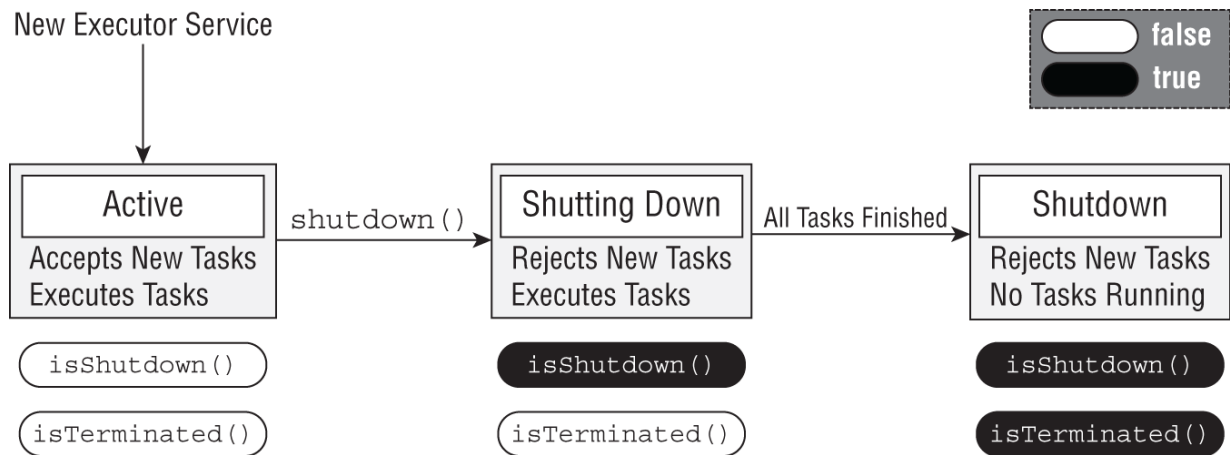 New Executor Service
false
true
Active
Accepts New Tasks
Executes Tasks
isShutdown()
isTerminated()
shutdown()
Shutting Down
Rejects New Tasks
Executes Tasks
isShutdown()
isTerminated()
All Tasks Finished
Shutdown
Rejects New Tasks
No Tasks Running
isShutdown()
isTerminated()